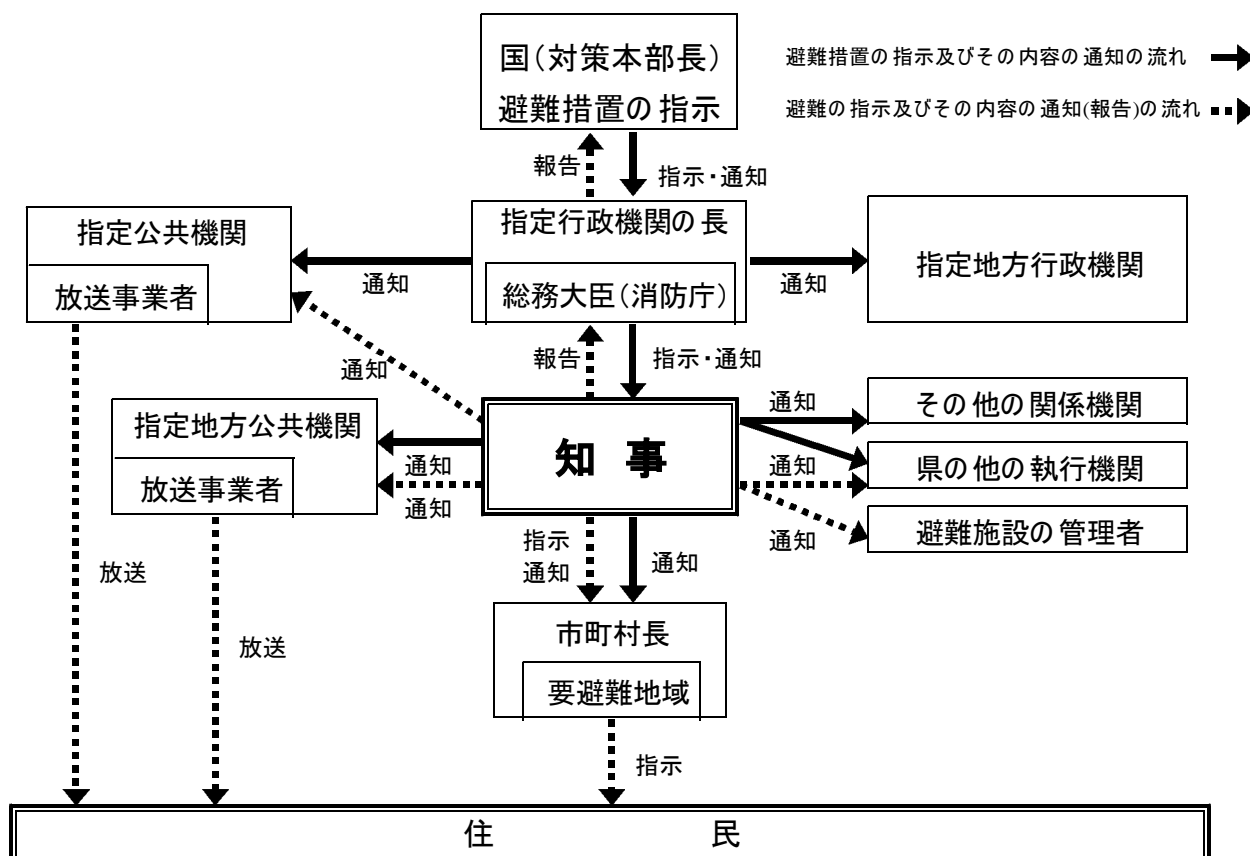 国(対策本部長)
避難措置の指示
避難措置の指示及びその内容の通知の流れ
避難の指示及びその内容の通知(報告)の流れ
報告
指示・通知
指定公共機関
放送事業者
通知
指定行政機関の長
総務大臣(消防庁)
通知
指定地方行政機関
通知
報告
指示・通知
指定地方公共機関
放送事業者
通知
通知
知 事
通知
その他の関係機関
通知
県の他の執行機関
通知
避難施設の管理者
指示
通知
通知
放送
放送
市町村長
要避難地域
指示
住 民